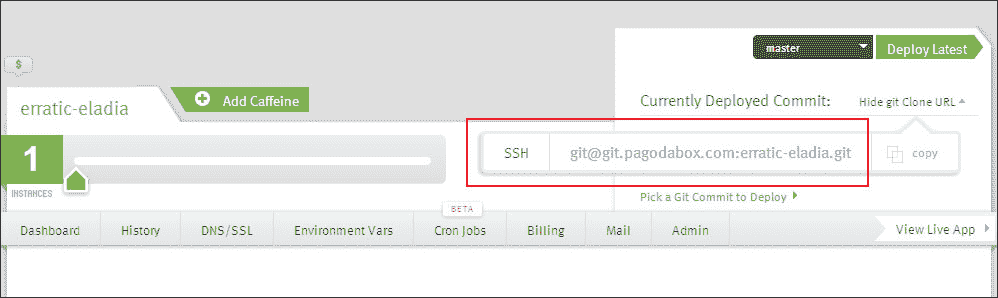 master
Deploy Latest
$
erratic-eladia
Add Caffeine
Currently Deployed Commit:
Hide git Clone URL
1
INSTANCES
SSH
git@git.pagodabox.com:erratic-eladia.git
copy
Pick a Git Commit to Deploy
BETA
Dashboard
History
DNS/SSL
Environment Vars
Cron Jobs
Billing
Mail
Admin
View Live App